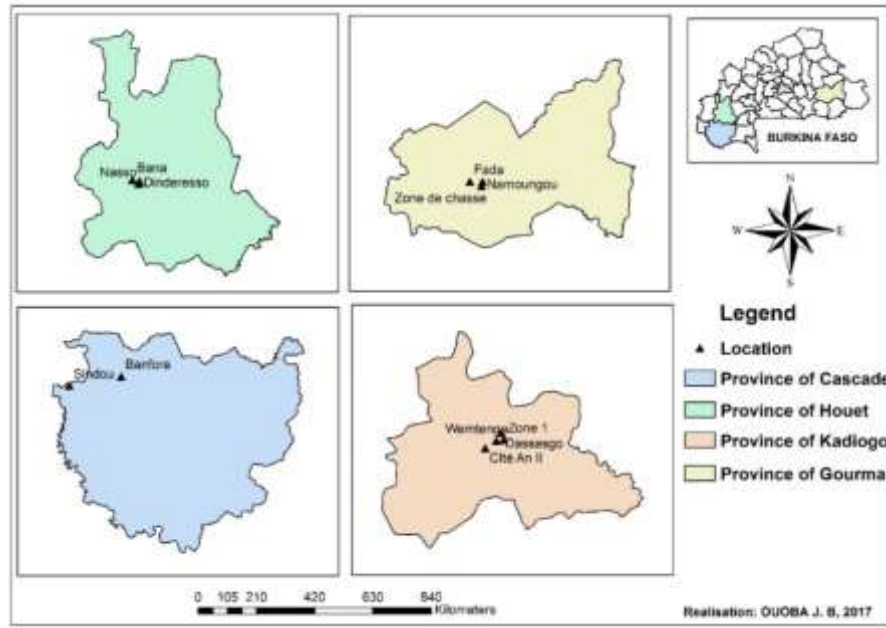 Nasso
Bana
Dinderesso
Fada
Namoungou
Zone de chasse
BURKINA FASO
N
W
E
S
Sindou
Banfora
Wemtenga
Zone 1
Dassasgo
Cité An II
Legend
Location
Province of Cascade
Province of Houet
Province of Kadiogo
Province of Gourma
0 105 210 420 630 840
Kilometers
Realisation: OUOBA J. B, 2017